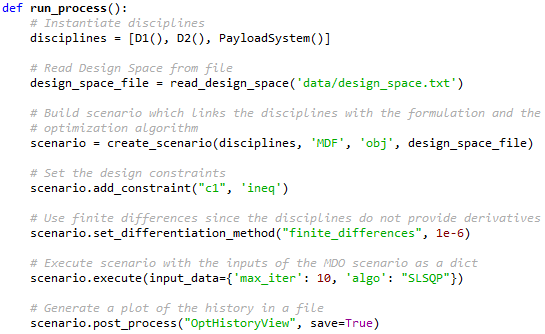 def run_process():
    # Instantiate disciplines
    disciplines = [D1(), D2(), PayloadSystem()]

    # Read Design Space from file
    design_space_file = read_design_space('data/design_space.txt')

    # Build scenario which links the disciplines with the formulation and the
    # optimization algorithm
    scenario = create_scenario(disciplines, 'MDF', 'obj', design_space_file)

    # Set the design constraints
    scenario.add_constraint("c1", 'ineq')

    # Use finite differences since the disciplines do not provide derivatives
    scenario.set_differentiation_method("finite_differences", 1e-6)

    # Execute scenario with the inputs of the MDO scenario as a dict
    scenario.execute(input_data={'max_iter': 10, 'algo': "SLSQP"})

    # Generate a plot of the history in a file
    scenario.post_process("OptHistoryView", save=True)